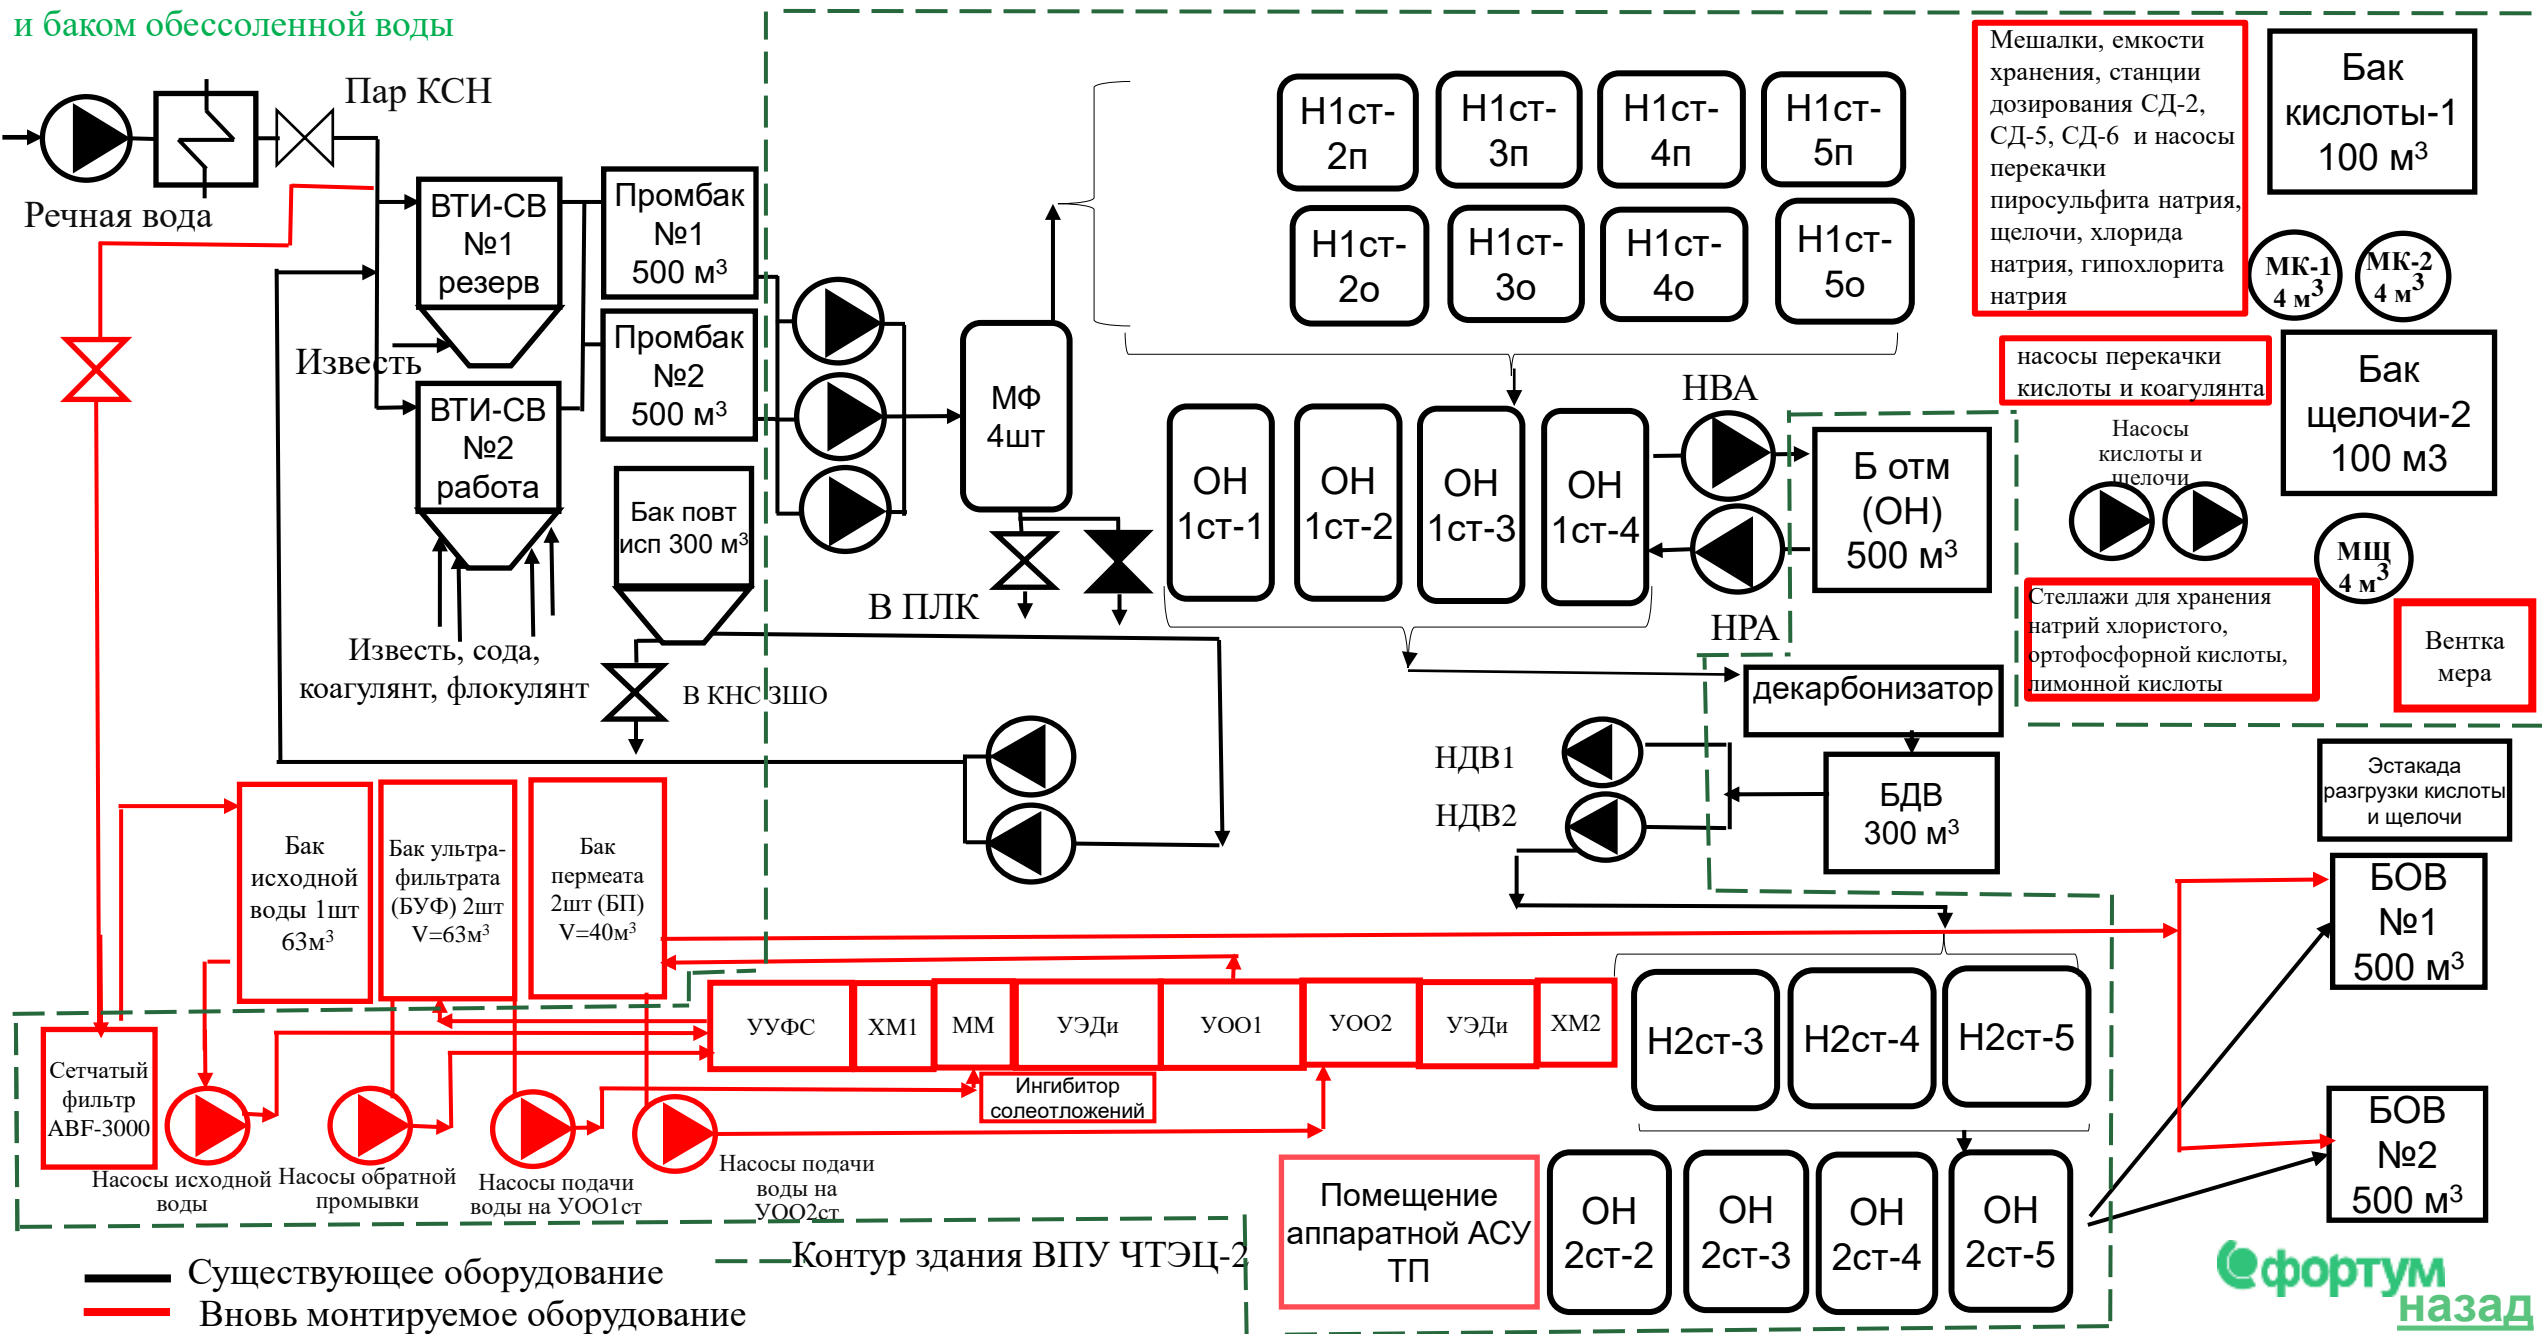 и баком обессоленной воды
Пар КСН
Речная вода
ВТИ-СВ
№1
резерв
Промбак
№1
500 м³
Известь
Промбак
№2
500 м³
ВТИ-СВ
№2
работа
Бак повт
исп 300 м³
Известь, сода,
коагулянт, флокулянт
В КНС ЗШО
МФ
4шт
В ПЛК
Н1ст-
2п
Н1ст-
3п
Н1ст-
4п
Н1ст-
5п
Н1ст-
2о
Н1ст-
3о
Н1ст-
4о
Н1ст-
5о
ОН
1ст-1
ОН
1ст-2
ОН
1ст-3
ОН
1ст-4
НВА
Б отм
(ОН)
500 м³
НРА
декарбонизатор
НДВ1
НДВ2
БДВ
300 м³
Мешалки, емкости
хранения, станции
дозирования СД-2,
СД-5, СД-6 и насосы
перекачки
пиросульфита натрия,
щелочи, хлорида
натрия, гипохлорита
натрия
Бак
кислоты-1
100 м³
МК-1
4 м³
МК-2
4 м³
насосы перекачки
кислоты и коагулянта
Бак
щелочи-2
100 м3
Насосы
кислоты и
щелочи
МЩ
4 м³
Стеллажи для хранения
натрий хлористого,
ортофосфорной кислоты,
лимонной кислоты
Вентка
мера
Эстакада
разгрузки кислоты
и щелочи
БОВ
№1
500 м³
БОВ
№2
500 м³
Бак
исходной
воды 1шт
63м³
Бак ультра-
фильтрата
(БУФ) 2шт
V=63м³
Бак
пермеата
2шт (БП)
V=40м³
УУФС
ХМ1
ММ
УЭДи
УОО1
УОО2
УЭДи
ХМ2
Ингибитор
солеотложений
Сетчатый
фильтр
ABF-3000
Насосы исходной
воды
Насосы обратной
промывки
Насосы подачи
воды на УОО1ст
Насосы подачи
воды на
УОО2ст
Н2ст-3
Н2ст-4
Н2ст-5
Помещение
аппаратной АСУ
ТП
ОН
2ст-2
ОН
2ст-3
ОН
2ст-4
ОН
2ст-5
Существующее оборудование
Вновь монтируемое оборудование
Контур здания ВПУ ЧТЭЦ-2
фортум
назад